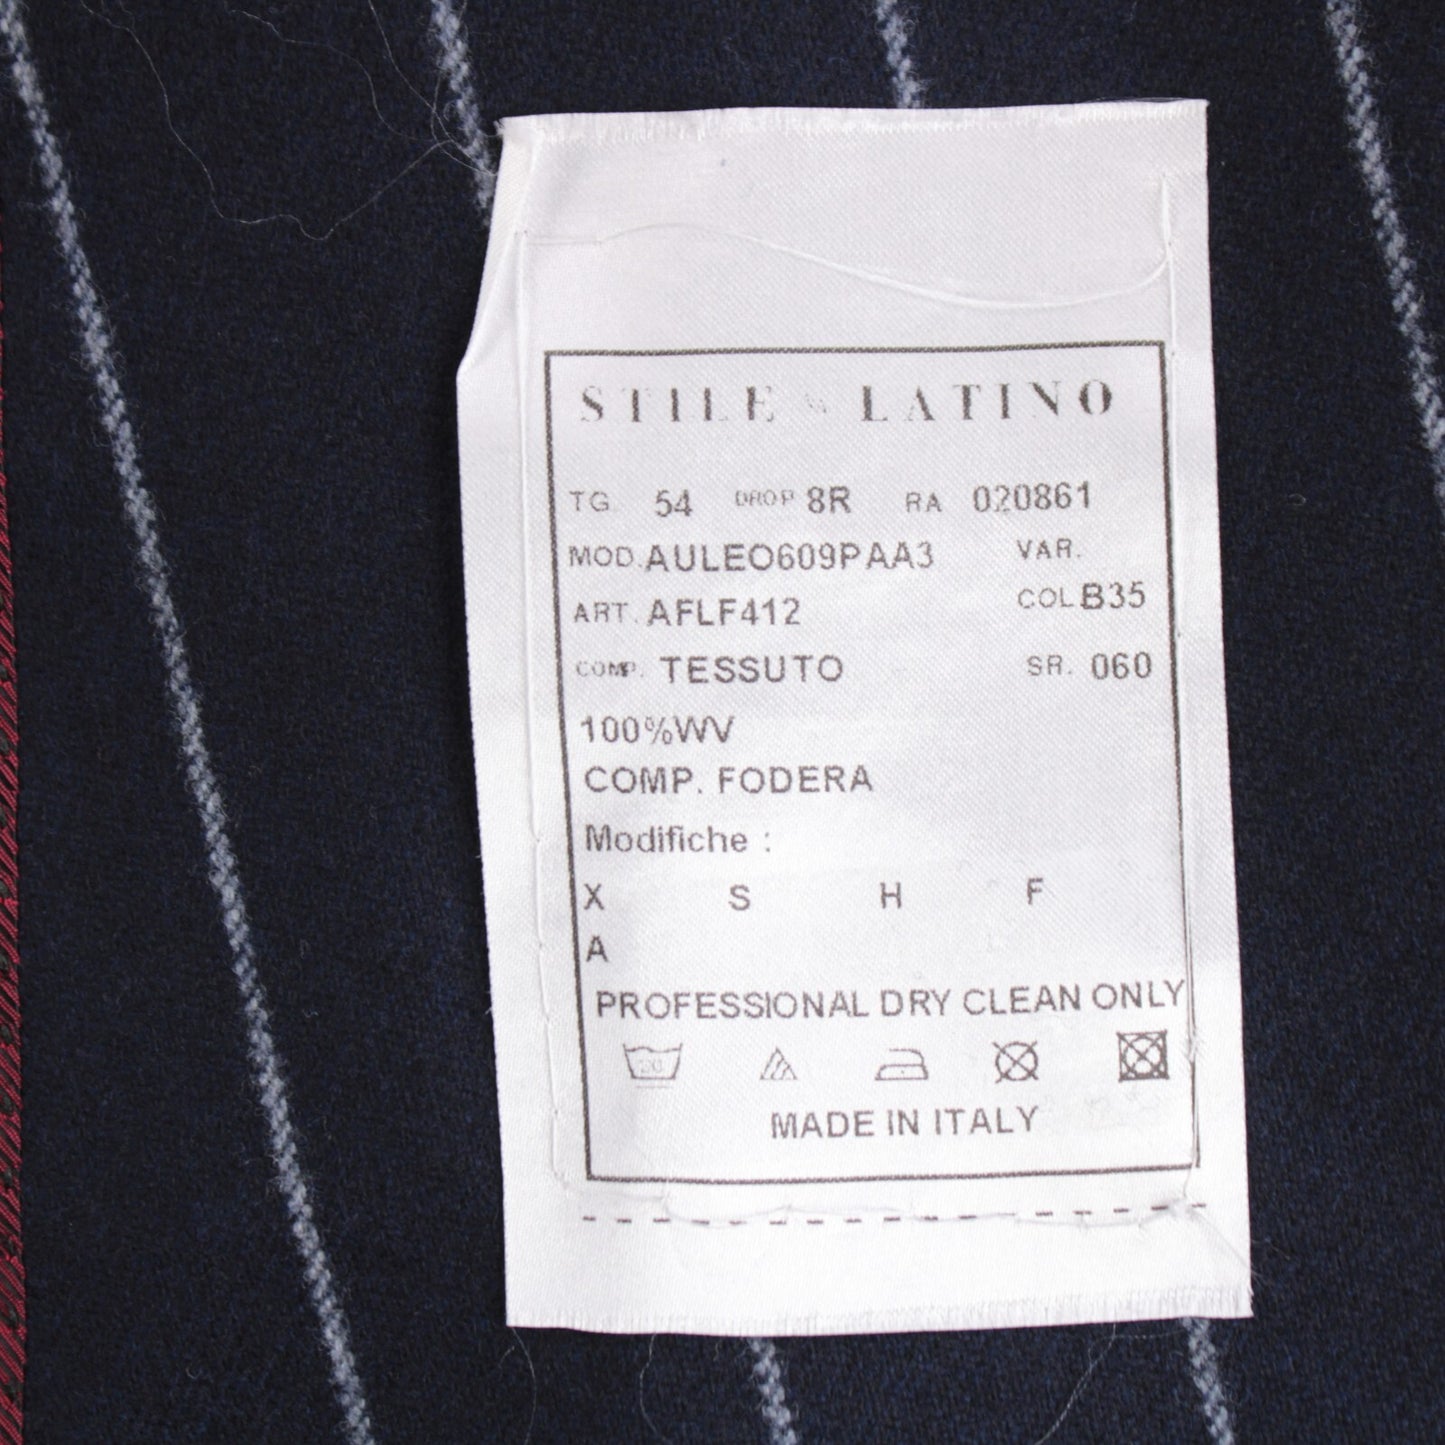 STILE LATINO
TG. 54 DROP 8R RA 020861
MOD. AULEO609PAA3 VAR.
ART. AFLF412 COL. B35
COMP. TESSUTO SR. 060
100%WV
COMP. FODERA
Modifiche :
X S H F
A
PROFESSIONAL DRY CLEAN ONLY
MADE IN ITALY